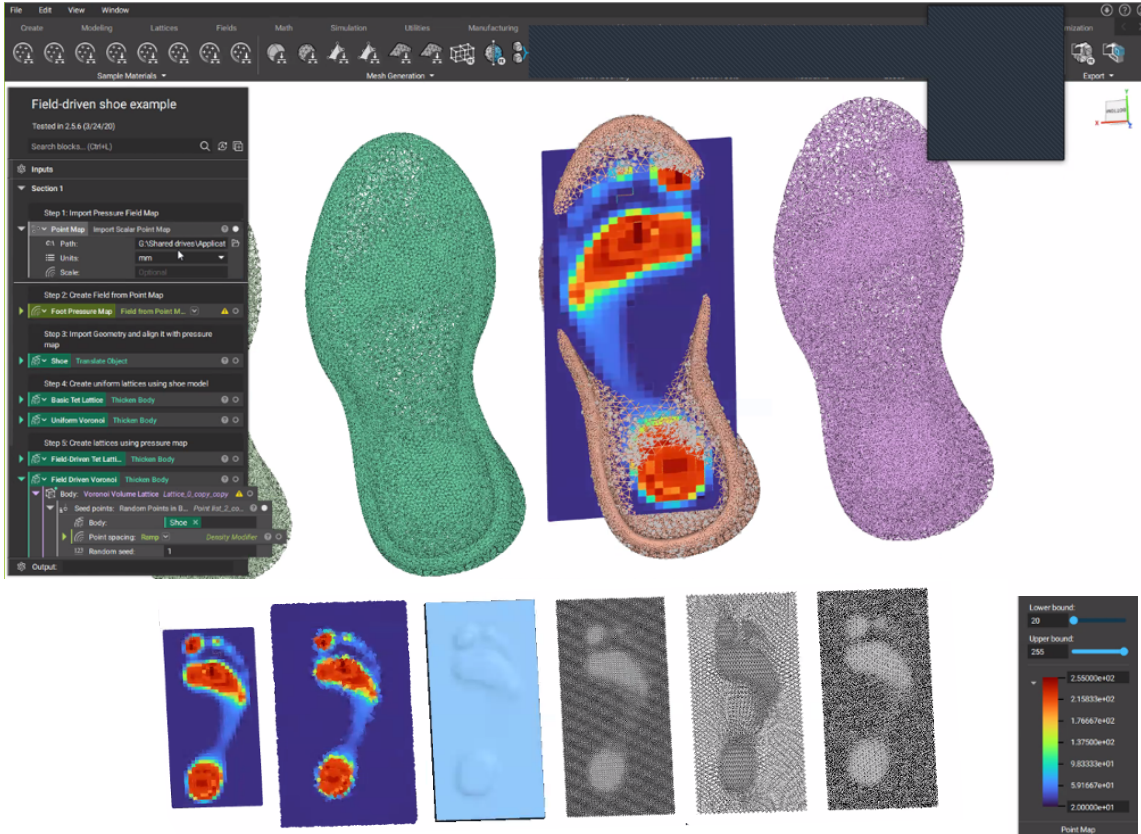 File Edit View Window
Create Modeling Lattices Fields Math Simulation Utilities Manufacturing
Sample Materials Mesh Generation Export
Field-driven shoe example
Tested in 2.5.6 (3/24/20)
Search blocks... (Ctrl+L)
Inputs
Section 1
Step 1: Import Pressure Field Map
Point Map Import Scalar Point Map
Path: G:\Shared drives\Applicat
Units: mm
Scale: Optional
Step 2: Create Field from Point Map
Foot Pressure Map Field from Point M...
Step 3: Import Geometry and align it with pressure
map
Shoe Translate Object
Step 4: Create uniform lattices using shoe model
Basic Tet Lattice Thicken Body
Uniform Voronoi Thicken Body
Step 5: Create lattices using pressure map
Field-Driven Tet Latti... Thicken Body
Field Driven Voronoi Thicken Body
Body: Voronoi Volume Lattice Lattice_0_copy_copy
Seed points: Random Points in B... Point list_2_co...
Body: Shoe
Point spacing: Ramp Density Modifier
123 Random seed: 1
Output:
X Y Z
Lower bound:
20
Upper bound:
255
2.55000e+02
2.15833e+02
1.76667e+02
1.37500e+02
9.83333e+01
5.91667e+01
2.00000e+01
Point Map